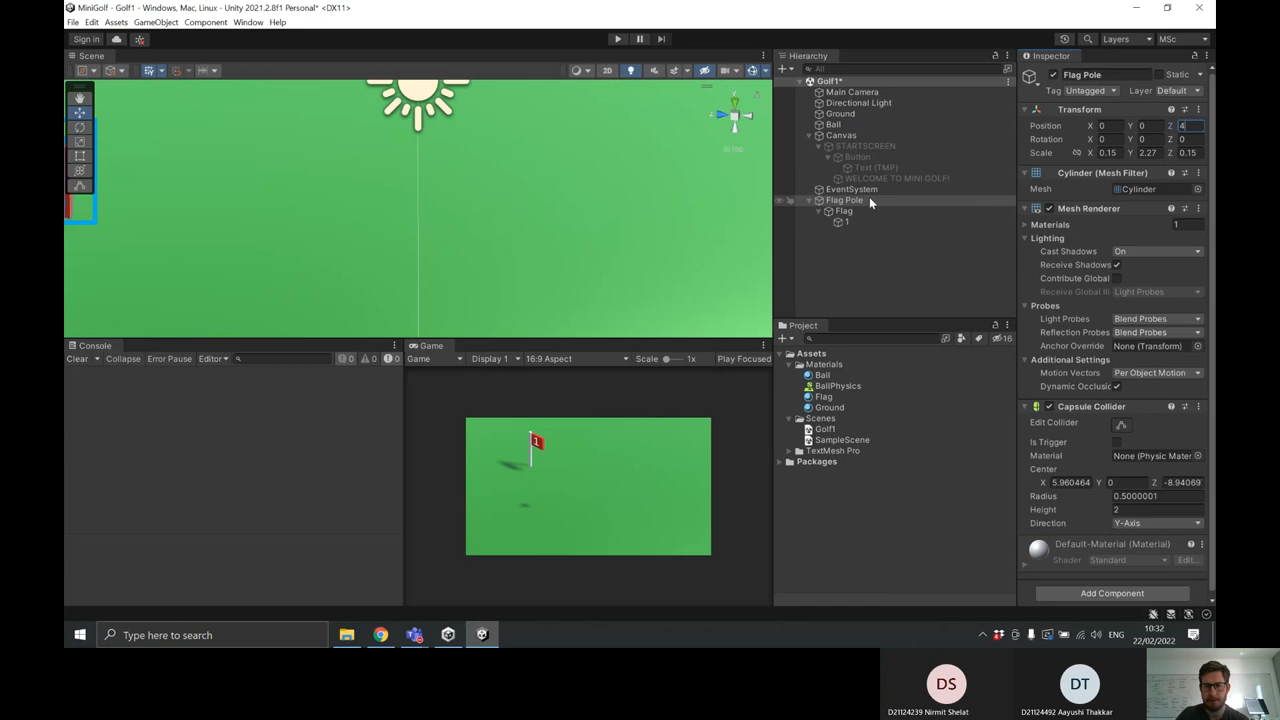 MiniGolf - Golf1 - Windows, Mac, Linux - Unity 2021.2.8f1 Personal* <DX11>
File Edit Assets GameObject Component Window Help
Sign in
Layers
MSc
Scene
2D
Hierarchy
All
Golf1*
Main Camera
Directional Light
Ground
Ball
Canvas
STARTSCREEN
Button
Text (TMP)
WELCOME TO MINI GOLF!
EventSystem
Flag Pole
Flag
1
Inspector
Flag Pole Static
Tag Untagged Layer Default
Transform
Position X 0 Y 0 Z 4
Rotation X 0 Y 0 Z 0
Scale X 0.15 Y 2.27 Z 0.15
Cylinder (Mesh Filter)
Mesh Cylinder
Mesh Renderer
Materials 1
Lighting
Cast Shadows On
Receive Shadows
Contribute Global
Receive Global Ill Light Probes
Probes
Light Probes Blend Probes
Reflection Probes Blend Probes
Anchor Override None (Transform)
Additional Settings
Motion Vectors Per Object Motion
Dynamic Occlusi
Capsule Collider
Edit Collider
Is Trigger
Material None (Physic Mater
Center
X 5.960464 Y 0 Z -8.94069
Radius 0.5000001
Height 2
Direction Y-Axis
Default-Material (Material)
Shader Standard Edit...
Add Component
Console
Clear Collapse Error Pause Editor 0 0 0
Game
Game Display 1 16:9 Aspect Scale 1x Play Focused
1
Project
16
Assets
Materials
Ball
BallPhysics
Flag
Ground
Scenes
Golf1
SampleScene
TextMesh Pro
Packages
Type here to search
ENG
10:32
22/02/2022
DS
D21124239 Nirmit Shelat
DT
D21124492 Aayushi Thakkar